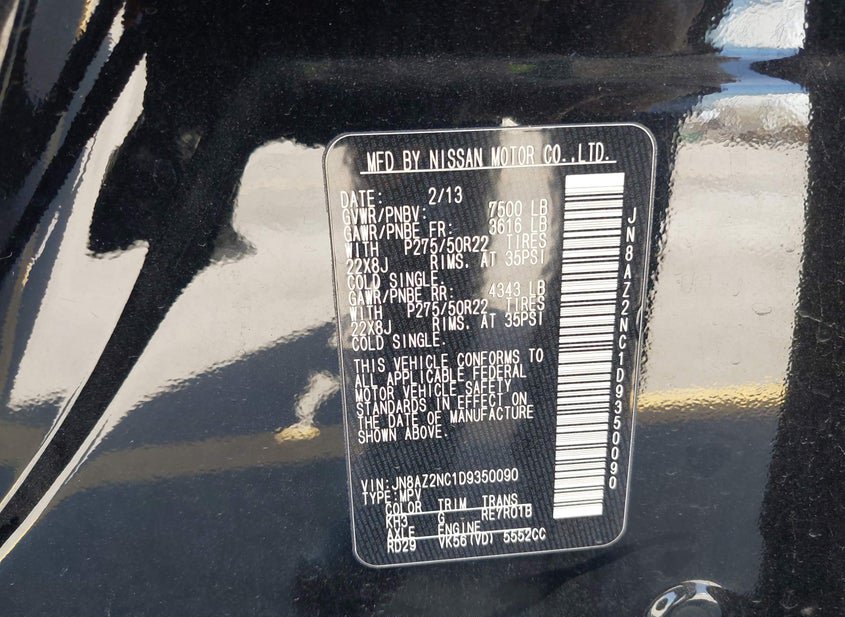 MFD BY NISSAN MOTOR CO.,LTD.
DATE: 2/13
GVWR/PNBV: 7500 LB
GAWR/PNBE FR: 3616 LB
WITH P275/50R22 TIRES
22X8J RIMS. AT 35PSI
COLD SINGLE.
GAWR/PNBE RR: 4343 LB
WITH P275/50R22 TIRES
22X8J RIMS. AT 35PSI
COLD SINGLE.
THIS VEHICLE CONFORMS TO
ALL APPLICABLE FEDERAL
MOTOR VEHICLE SAFETY
STANDARDS IN EFFECT ON
THE DATE OF MANUFACTURE
SHOWN ABOVE.
VIN:JN8AZ2NC1D9350090
TYPE:MPV
COLOR TRIM TRANS
KH3 G RE7R01B
AXLE ENGINE
RD29 VK56(VD) 5552CC
JN8AZ2NC1D9350090